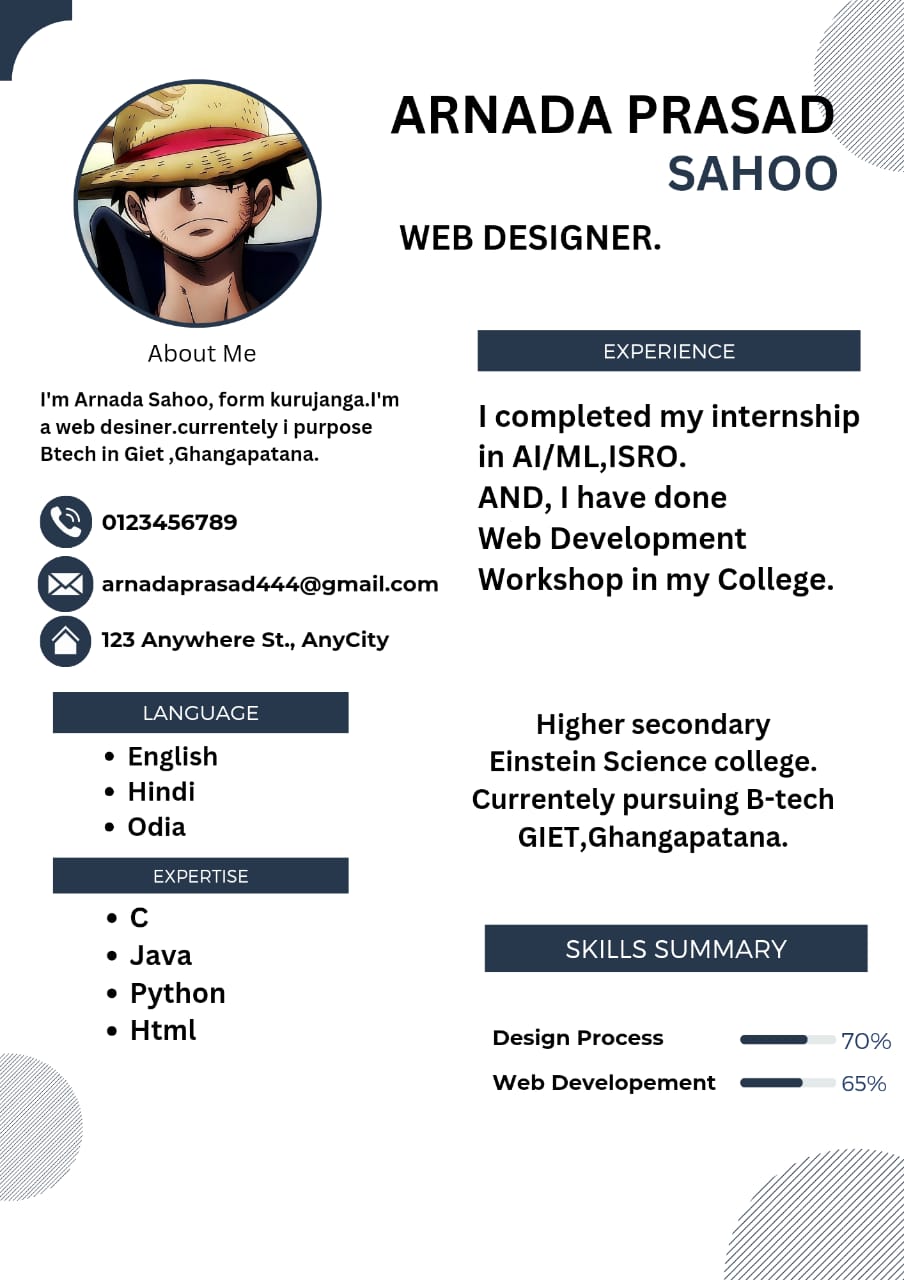 ARNADA PRASAD
SAHOO
WEB DESIGNER.
About Me
I'm Arnada Sahoo, form kurujanga.I'm
a web desiner.currentely i purpose
Btech in Giet ,Ghangapatana.
0123456789
arnadaprasad444@gmail.com
123 Anywhere St., AnyCity
LANGUAGE
• English
• Hindi
• Odia
EXPERTISE
• C
• Java
• Python
• Html
EXPERIENCE
I completed my internship
in AI/ML,ISRO.
AND, I have done
Web Development
Workshop in my College.
Higher secondary
Einstein Science college.
Currentely pursuing B-tech
GIET,Ghangapatana.
SKILLS SUMMARY
Design Process 70%
Web Developement 65%